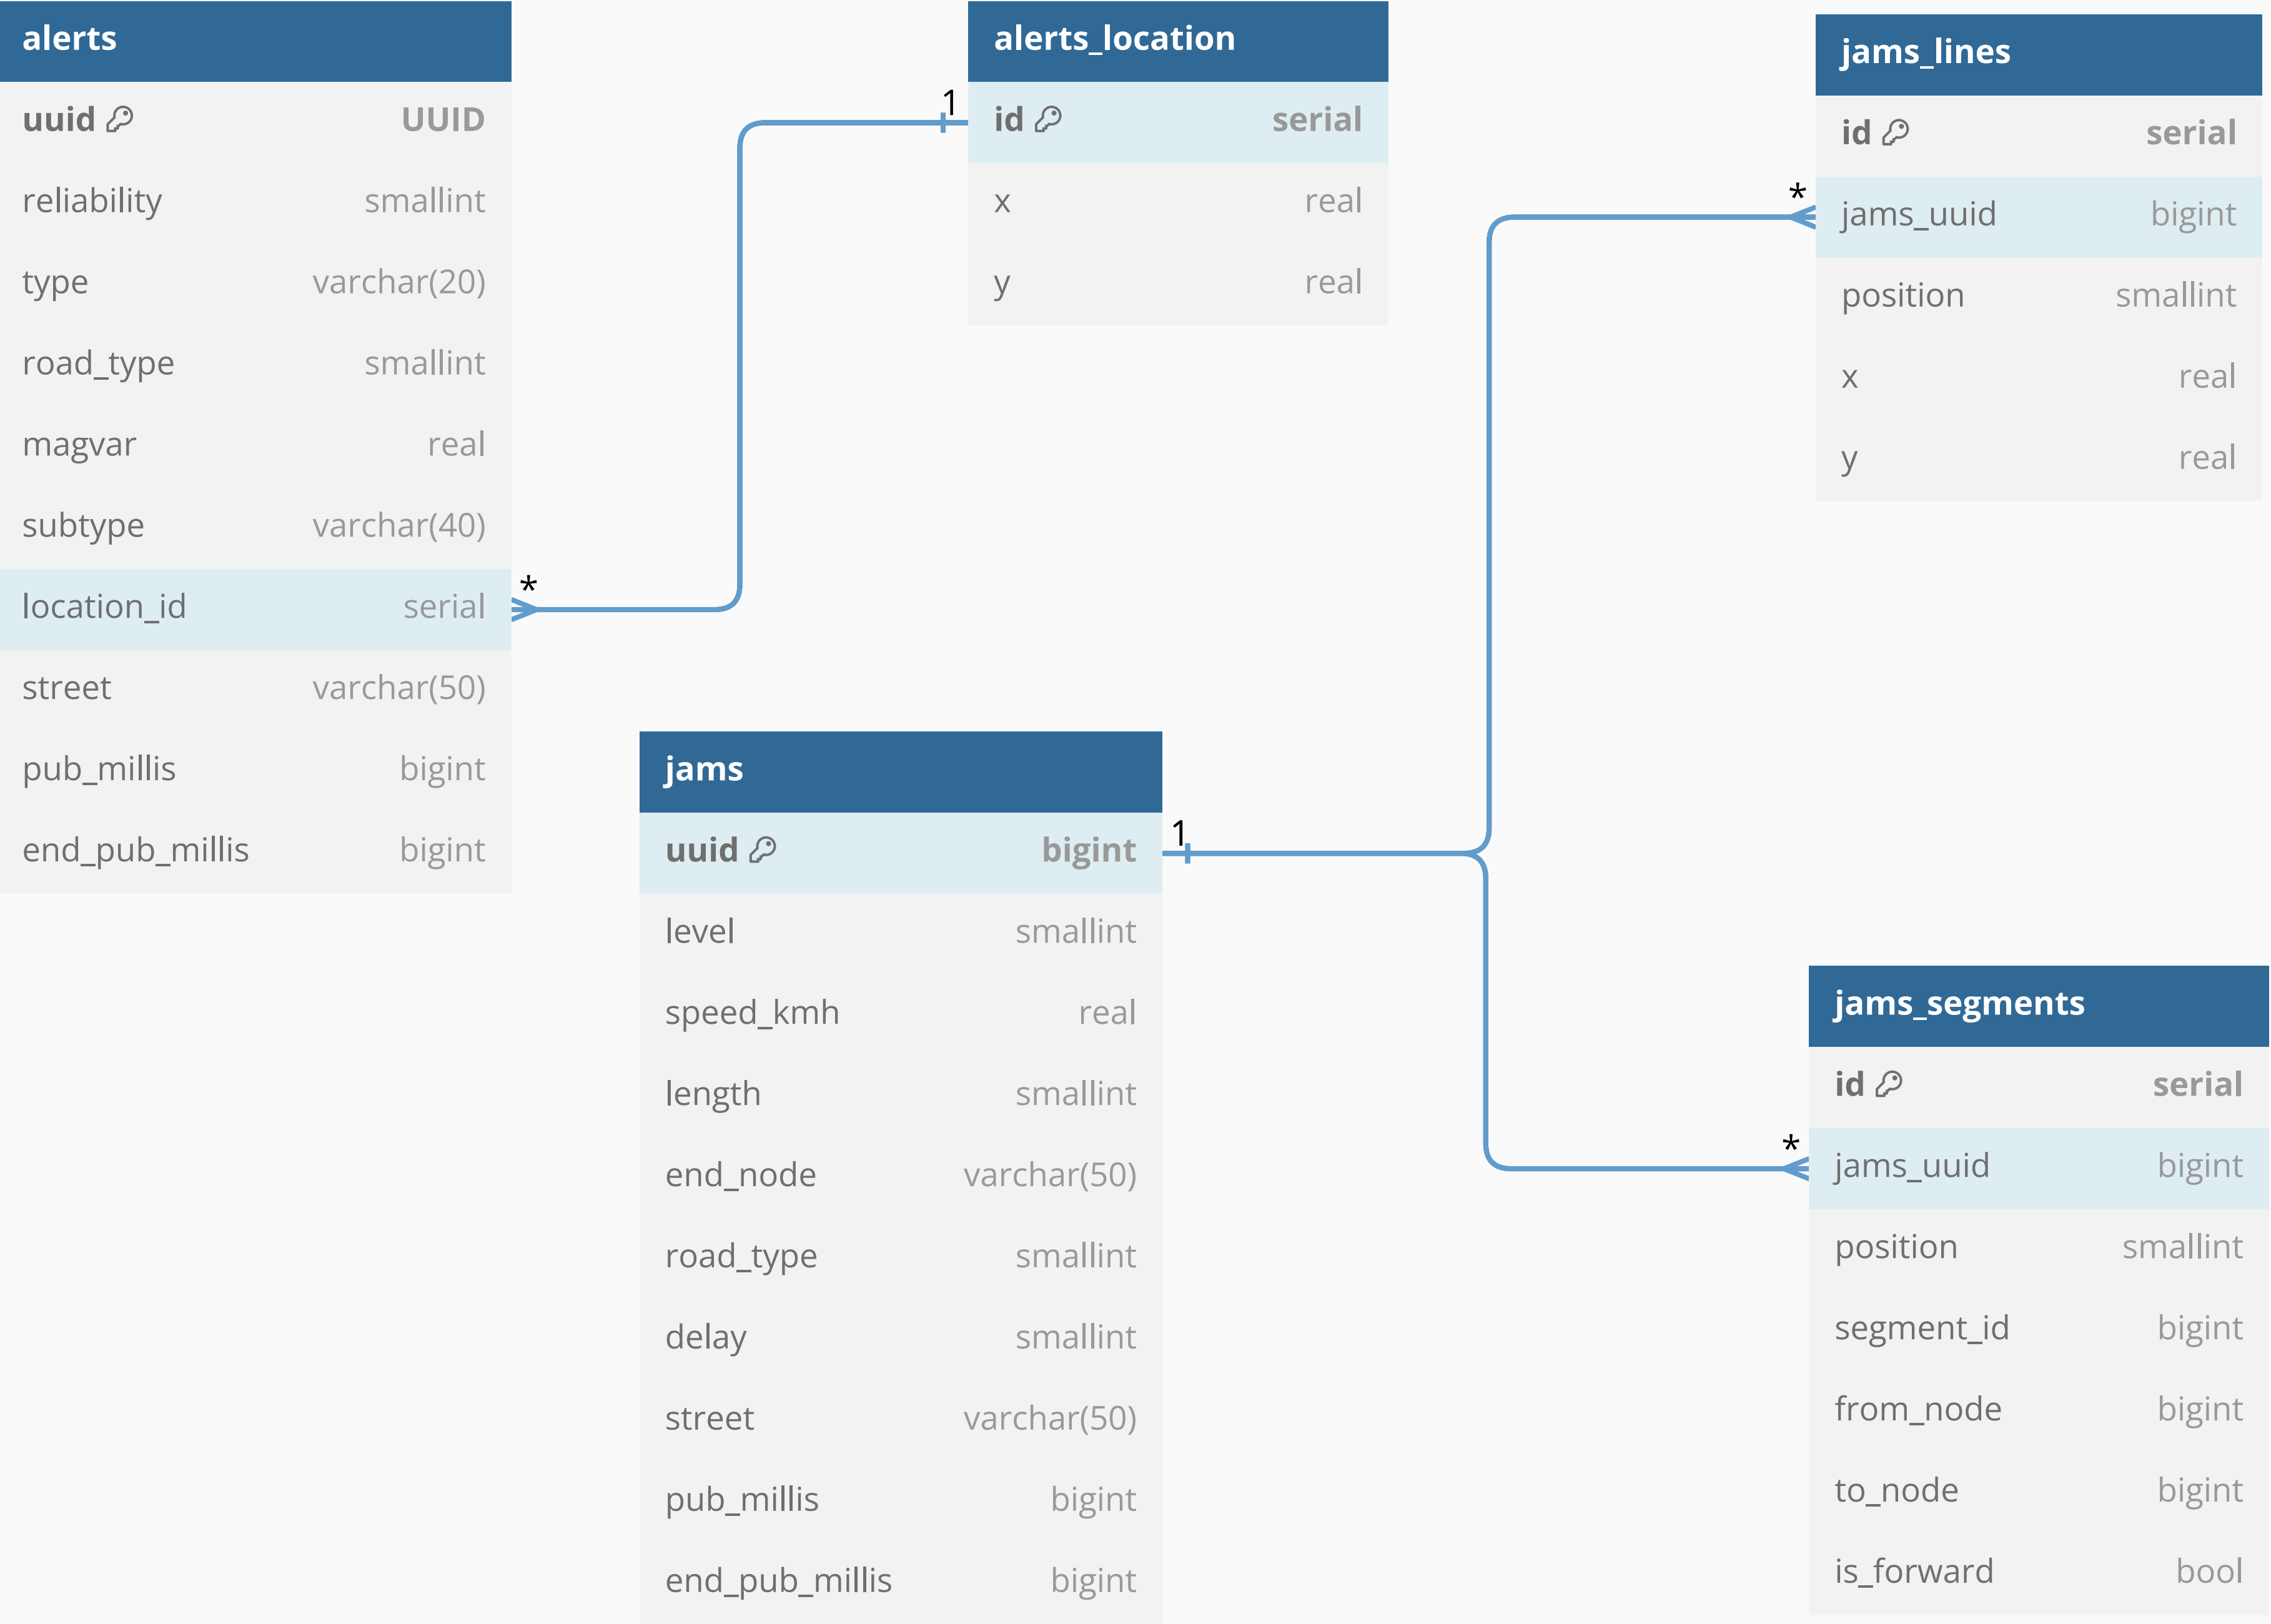 alerts
uuid UUID
reliability smallint
type varchar(20)
road_type smallint
magvar real
subtype varchar(40)
location_id serial
street varchar(50)
pub_millis bigint
end_pub_millis bigint
*
1
alerts_location
id serial
x real
y real
jams
uuid bigint
level smallint
speed_kmh real
length smallint
end_node varchar(50)
road_type smallint
delay smallint
street varchar(50)
pub_millis bigint
end_pub_millis bigint
1
*
jams_lines
id serial
jams_uuid bigint
position smallint
x real
y real
*
jams_segments
id serial
jams_uuid bigint
position smallint
segment_id bigint
from_node bigint
to_node bigint
is_forward bool